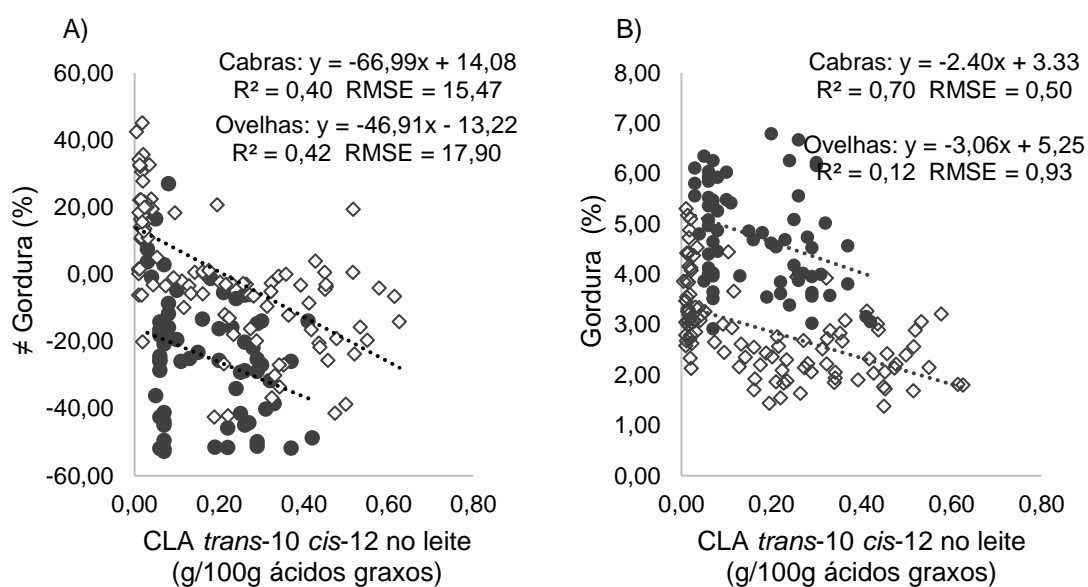 A)
Cabras: y = -66,99x + 14,08
R² = 0,40 RMSE = 15,47
Ovelhas: y = -46,91x - 13,22
R² = 0,42 RMSE = 17,90
≠ Gordura (%)
60,00
40,00
20,00
0,00
-20,00
-40,00
-60,00
0,00 0,20 0,40 0,60 0,80
CLA trans-10 cis-12 no leite
(g/100g ácidos graxos)
B)
Cabras: y = -2.40x + 3.33
R² = 0,70 RMSE = 0,50
Ovelhas: y = -3,06x + 5,25
R² = 0,12 RMSE = 0,93
Gordura (%)
8,00
7,00
6,00
5,00
4,00
3,00
2,00
1,00
0,00
0,00 0,20 0,40 0,60 0,80
CLA trans-10 cis-12 no leite
(g/100g ácidos graxos)